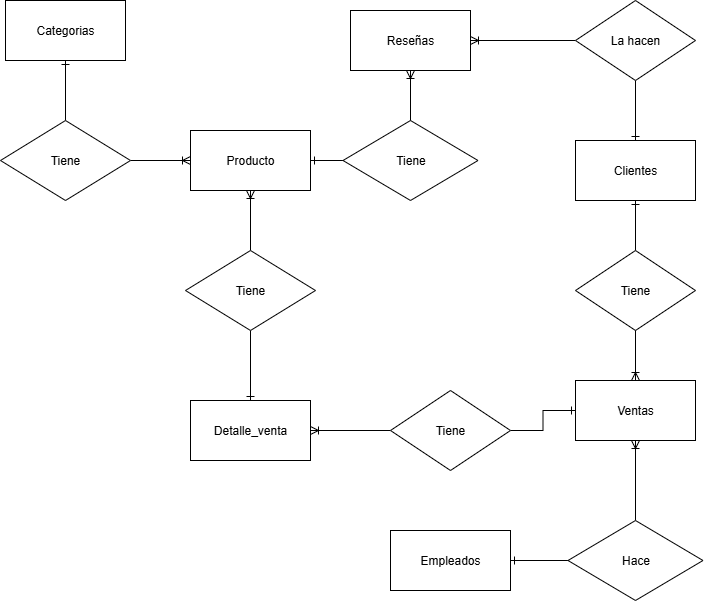 Categorias
Reseñas
La hacen
Tiene
Producto
Tiene
Clientes
Tiene
Tiene
Detalle_venta
Tiene
Ventas
Empleados
Hace